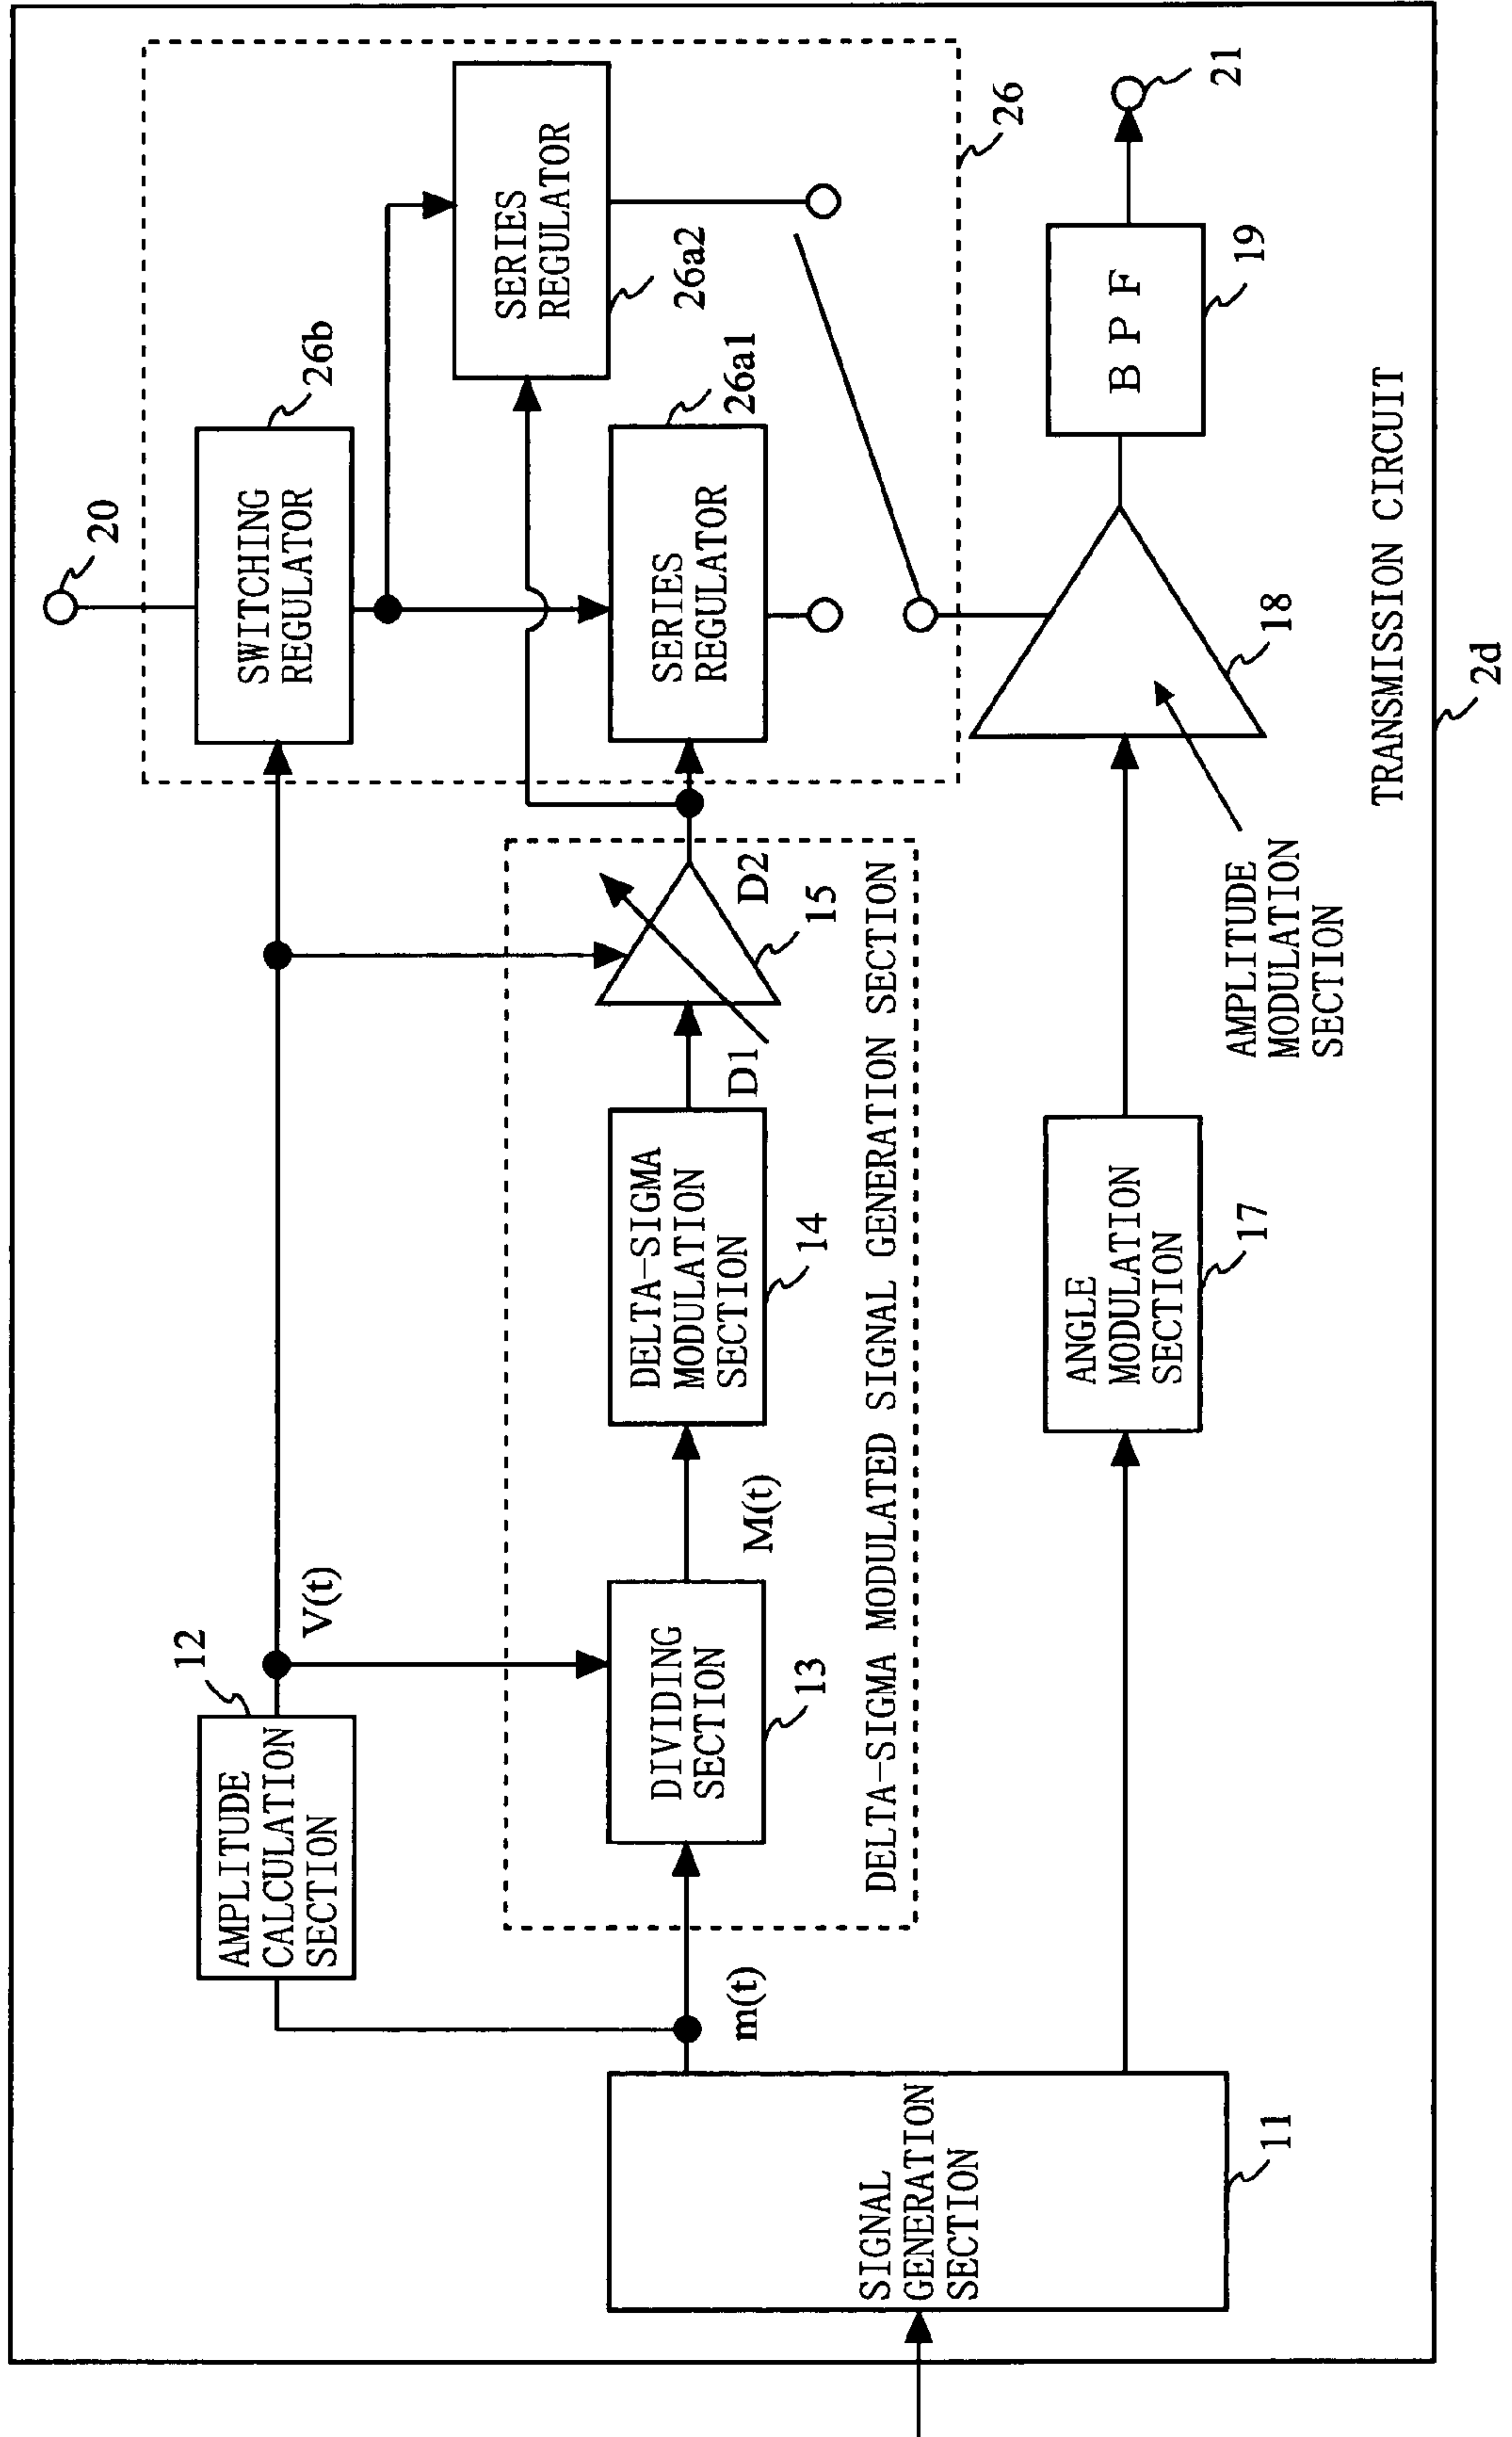 20
SWITCHING
REGULATOR
26b
SERIES
REGULATOR
26a2
SERIES
REGULATOR
26a1
26
AMPLITUDE
CALCULATION
SECTION
12
V(t)
SIGNAL
GENERATION
SECTION
11
m(t)
DIVIDING
SECTION
13
M(t)
DELTA-SIGMA
MODULATION
SECTION
14
D1
15
D2
DELTA-SIGMA MODULATED SIGNAL GENERATION SECTION
ANGLE
MODULATION
SECTION
17
AMPLITUDE
MODULATION
SECTION
18
B P F
19
21
TRANSMISSION CIRCUIT
2d